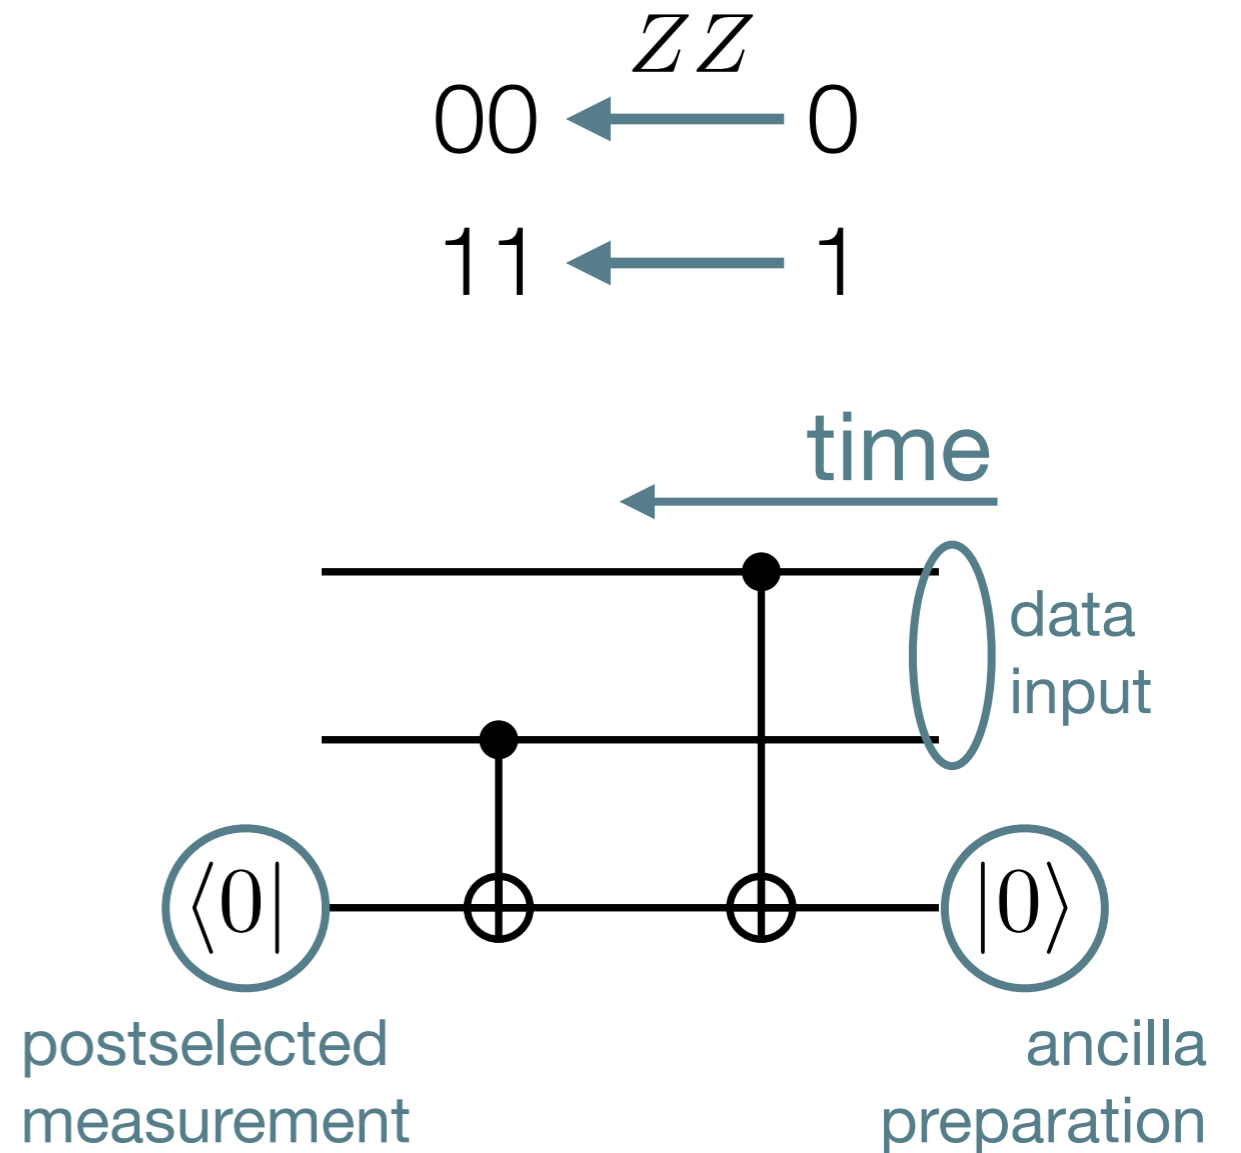 ZZ
00 0
11 1
time
data
input
⟨0| |0⟩
postselected
measurement
ancilla
preparation